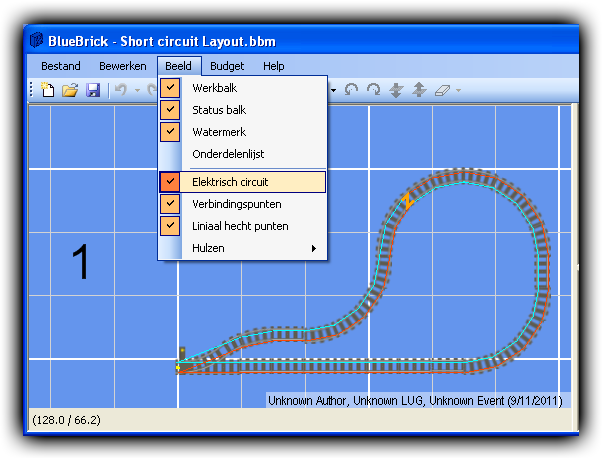 BlueBrick - Short circuit Layout.bbm
Bestand Bewerken Beeld Budget Help
Werkbalk
Status balk
Watermerk
Onderdelenlijst
Elektrisch circuit
Verbindingspunten
Liniaal hecht punten
Hulzen
1
Unknown Author, Unknown LUG, Unknown Event (9/11/2011)
(128.0 / 66.2)